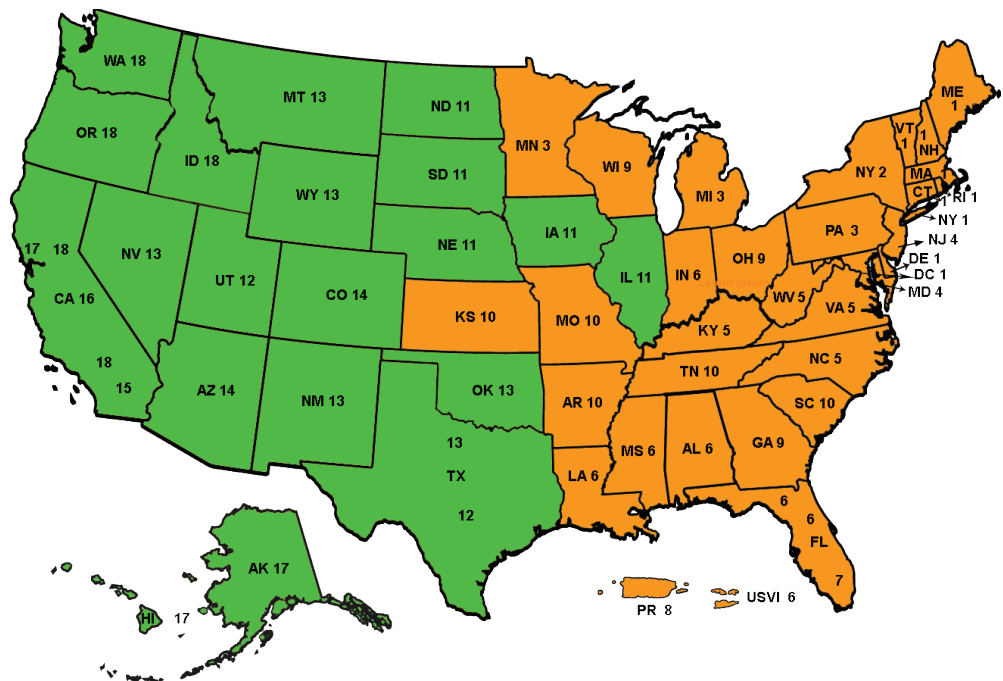 WA 18
MT 13
ND 11
ME
1
OR 18
MN 3
VT
1
1
NH
ID 18
WI 9
NY 2
MA
SD 11
WY 13
MI 3
CT
1
RI 1
NY 1
17
18
NV 13
NE 11
IA 11
PA 3
NJ 4
UT 12
IL 11
IN 6
OH 9
DE 1
DC 1
MD 4
CA 16
CO 14
WV 5
VA 5
KS 10
MO 10
KY 5
18
15
NC 5
TN 10
AZ 14
NM 13
OK 13
AR 10
SC 10
13
MS 6
AL 6
GA 9
TX
LA 6
12
6
6
FL
AK 17
7
HI
17
PR 8
USVI 6